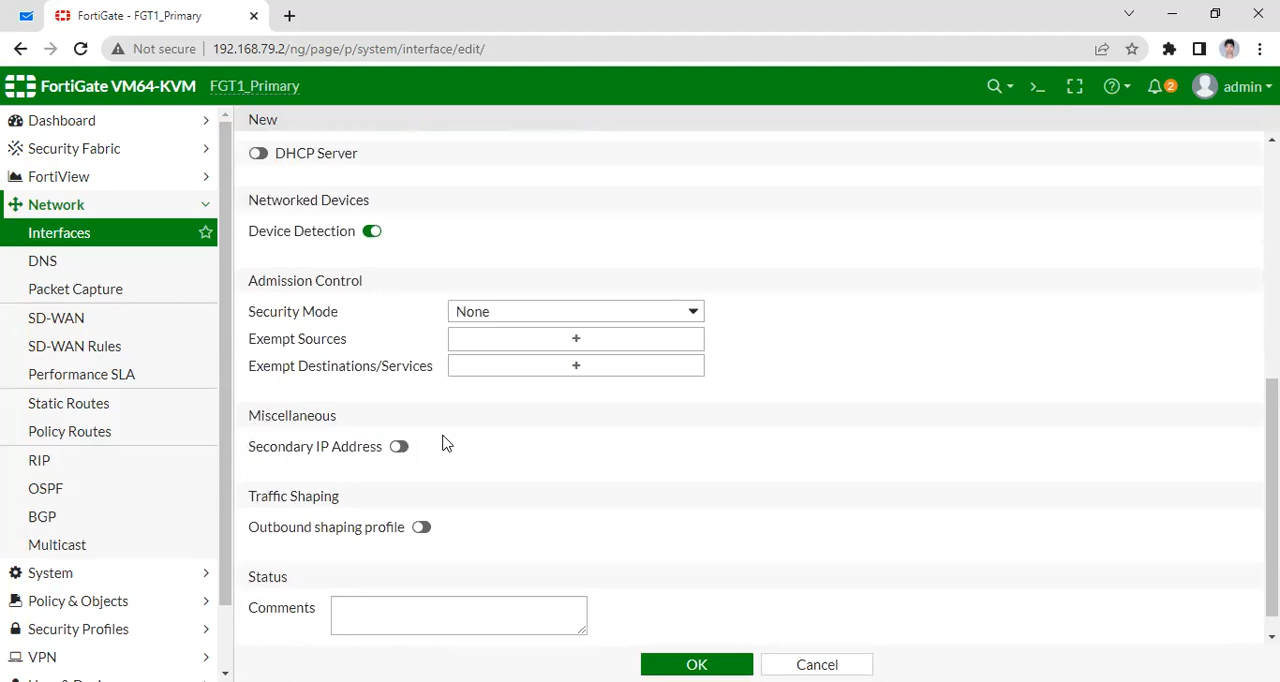 FortiGate - FGT1_Primary
Not secure
192.168.79.2/ng/page/p/system/interface/edit/
FortiGate VM64-KVM
FGT1_Primary
2
admin
Dashboard
Security Fabric
FortiView
Network
Interfaces
DNS
Packet Capture
SD-WAN
SD-WAN Rules
Performance SLA
Static Routes
Policy Routes
RIP
OSPF
BGP
Multicast
System
Policy & Objects
Security Profiles
VPN
New
DHCP Server
Networked Devices
Device Detection
Admission Control
Security Mode
None
Exempt Sources
+
Exempt Destinations/Services
+
Miscellaneous
Secondary IP Address
Traffic Shaping
Outbound shaping profile
Status
Comments
OK
Cancel